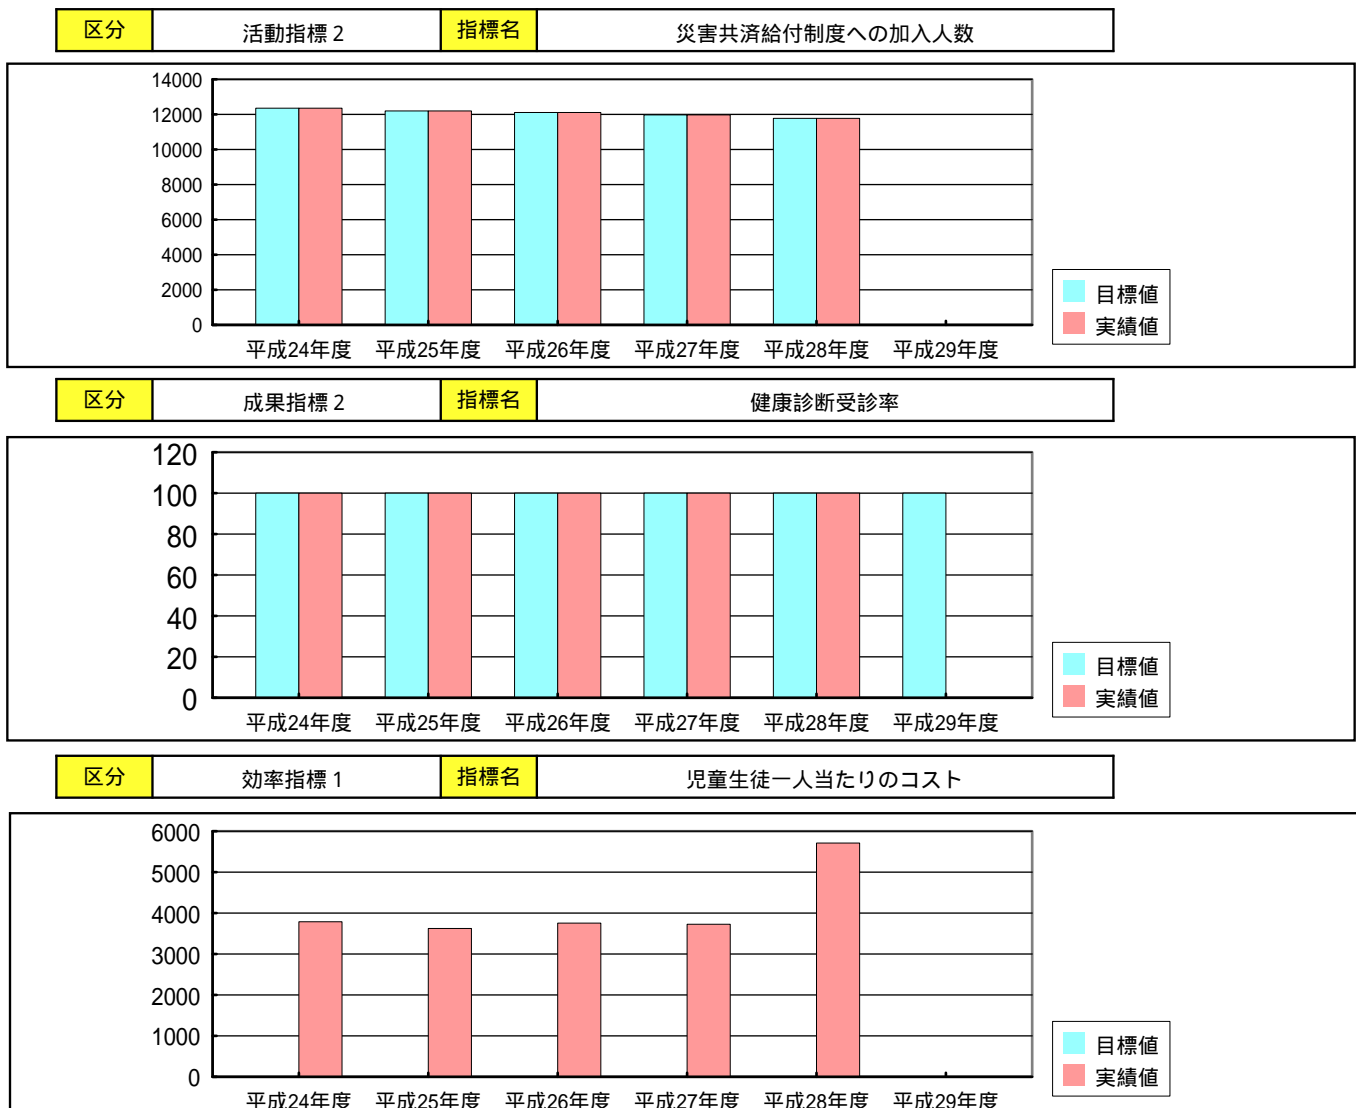 区分 活動指標2 指標名 災害共済給付制度への加入人数
14000
12000
10000
8000
6000
4000
2000
0
平成24年度 平成25年度 平成26年度 平成27年度 平成28年度 平成29年度
目標値
実績値
区分 成果指標2 指標名 健康診断受診率
120
100
80
60
40
20
0
平成24年度 平成25年度 平成26年度 平成27年度 平成28年度 平成29年度
目標値
実績値
区分 効率指標1 指標名 児童生徒一人当たりのコスト
6000
5000
4000
3000
2000
1000
0
平成24年度 平成25年度 平成26年度 平成27年度 平成28年度 平成29年度
目標値
実績値